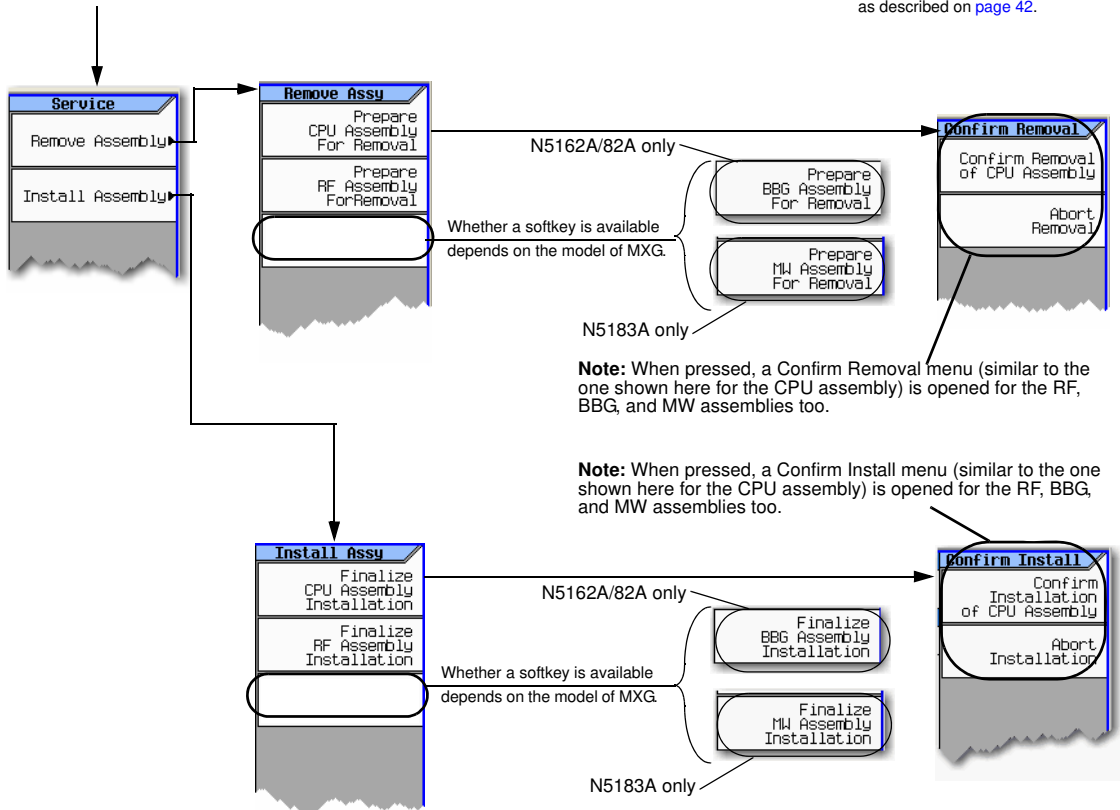 as described on page 42.
Service
Remove Assembly
Install Assembly
Remove Assy
Prepare
CPU Assembly
For Removal
Prepare
RF Assembly
ForRemoval
Whether a softkey is available
depends on the model of MXG.
N5162A/82A only
Prepare
BBG Assembly
For Removal
Prepare
MW Assembly
For Removal
N5183A only
Confirm Removal
Confirm Removal
of CPU Assembly
Abort
Removal
Note: When pressed, a Confirm Removal menu (similar to the
one shown here for the CPU assembly) is opened for the RF,
BBG, and MW assemblies too.
Note: When pressed, a Confirm Install menu (similar to the one
shown here for the CPU assembly) is opened for the RF, BBG,
and MW assemblies too.
Install Assy
Finalize
CPU Assembly
Installation
Finalize
RF Assembly
Installation
Whether a softkey is available
depends on the model of MXG.
N5162A/82A only
Finalize
BBG Assembly
Installation
Finalize
MW Assembly
Installation
N5183A only
Confirm Install
Confirm
Installation
of CPU Assembly
Abort
Installation